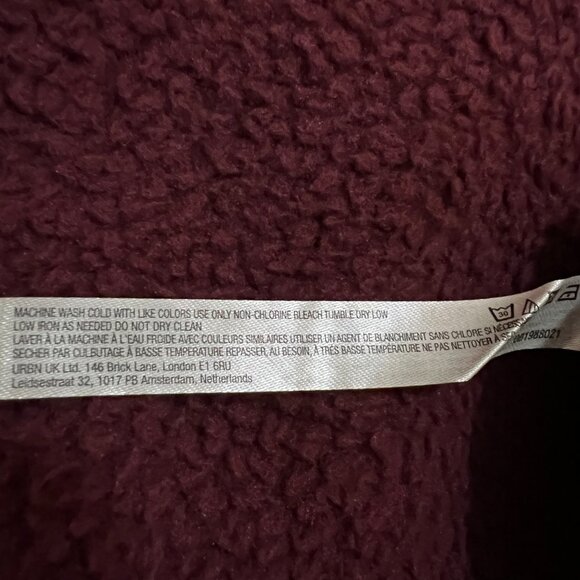 MACHINE WASH COLD WITH LIKE COLORS USE ONLY NON-CHLORINE BLEACH TUMBLE DRY LOW
LOW IRON AS NEEDED DO NOT DRY CLEAN
LAVER À LA MACHINE À L'EAU FROIDE AVEC COULEURS SIMILAIRES UTILISER UN AGENT DE BLANCHIMENT SANS CHLORE SI
SÉCHER PAR CULBUTAGE À BASSE TEMPÉRATURE REPASSER, AU BESOIN, À TRÈS BASSE TEMPÉRATURE NE PAS NETTOYER À
URBN UK Ltd. 146 Brick Lane, London E1 6RU
Leidsestraat 32, 1017 PB Amsterdam, Netherlands
30